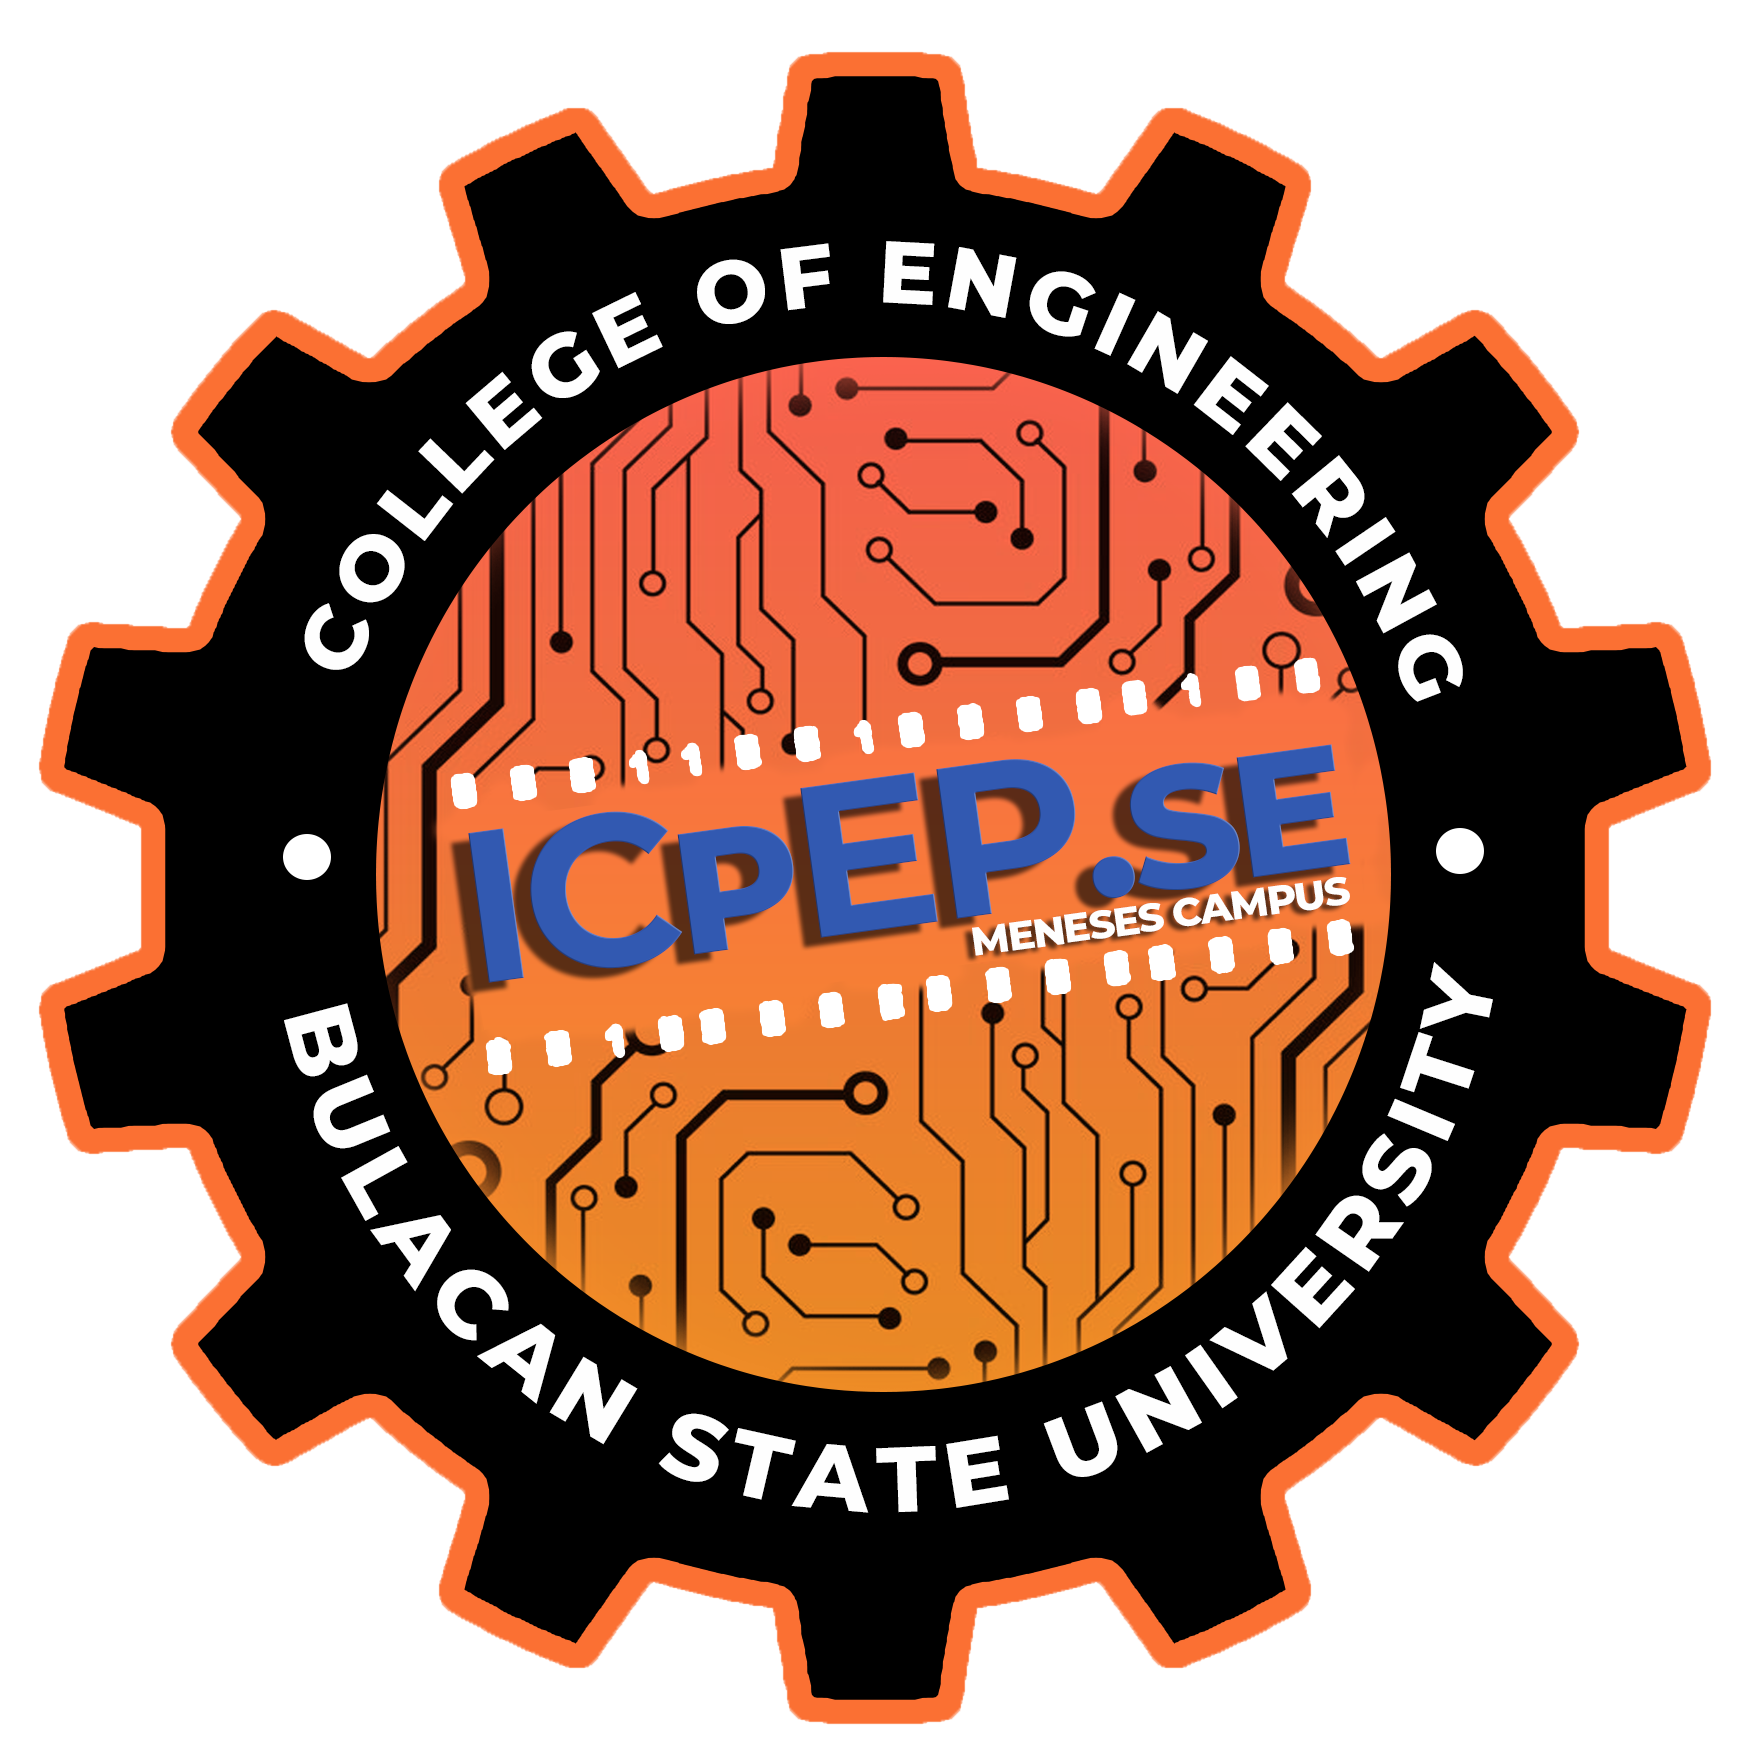 COLLEGE OF ENGINEERING
ICpEP.SE
MENESES CAMPUS
BULACAN STATE UNIVERSITY